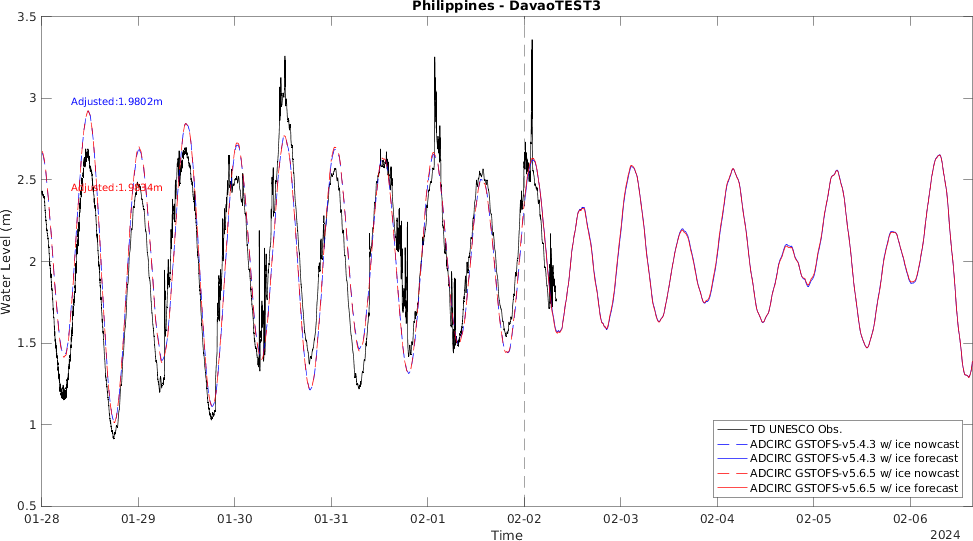 Philippines - DavaoTEST3
3.5
3
2.5
2
1.5
1
0.5
Water Level (m)
Adjusted:1.9802m
TD UNESCO Obs.
ADCIRC GSTOFS-v5.4.3 w/ ice nowcast
ADCIRC GSTOFS-v5.4.3 w/ ice forecast
ADCIRC GSTOFS-v5.6.5 w/ ice nowcast
ADCIRC GSTOFS-v5.6.5 w/ ice forecast
01-28 01-29 01-30 01-31 02-01 02-02 02-03 02-04 02-05 02-06
Time
2024